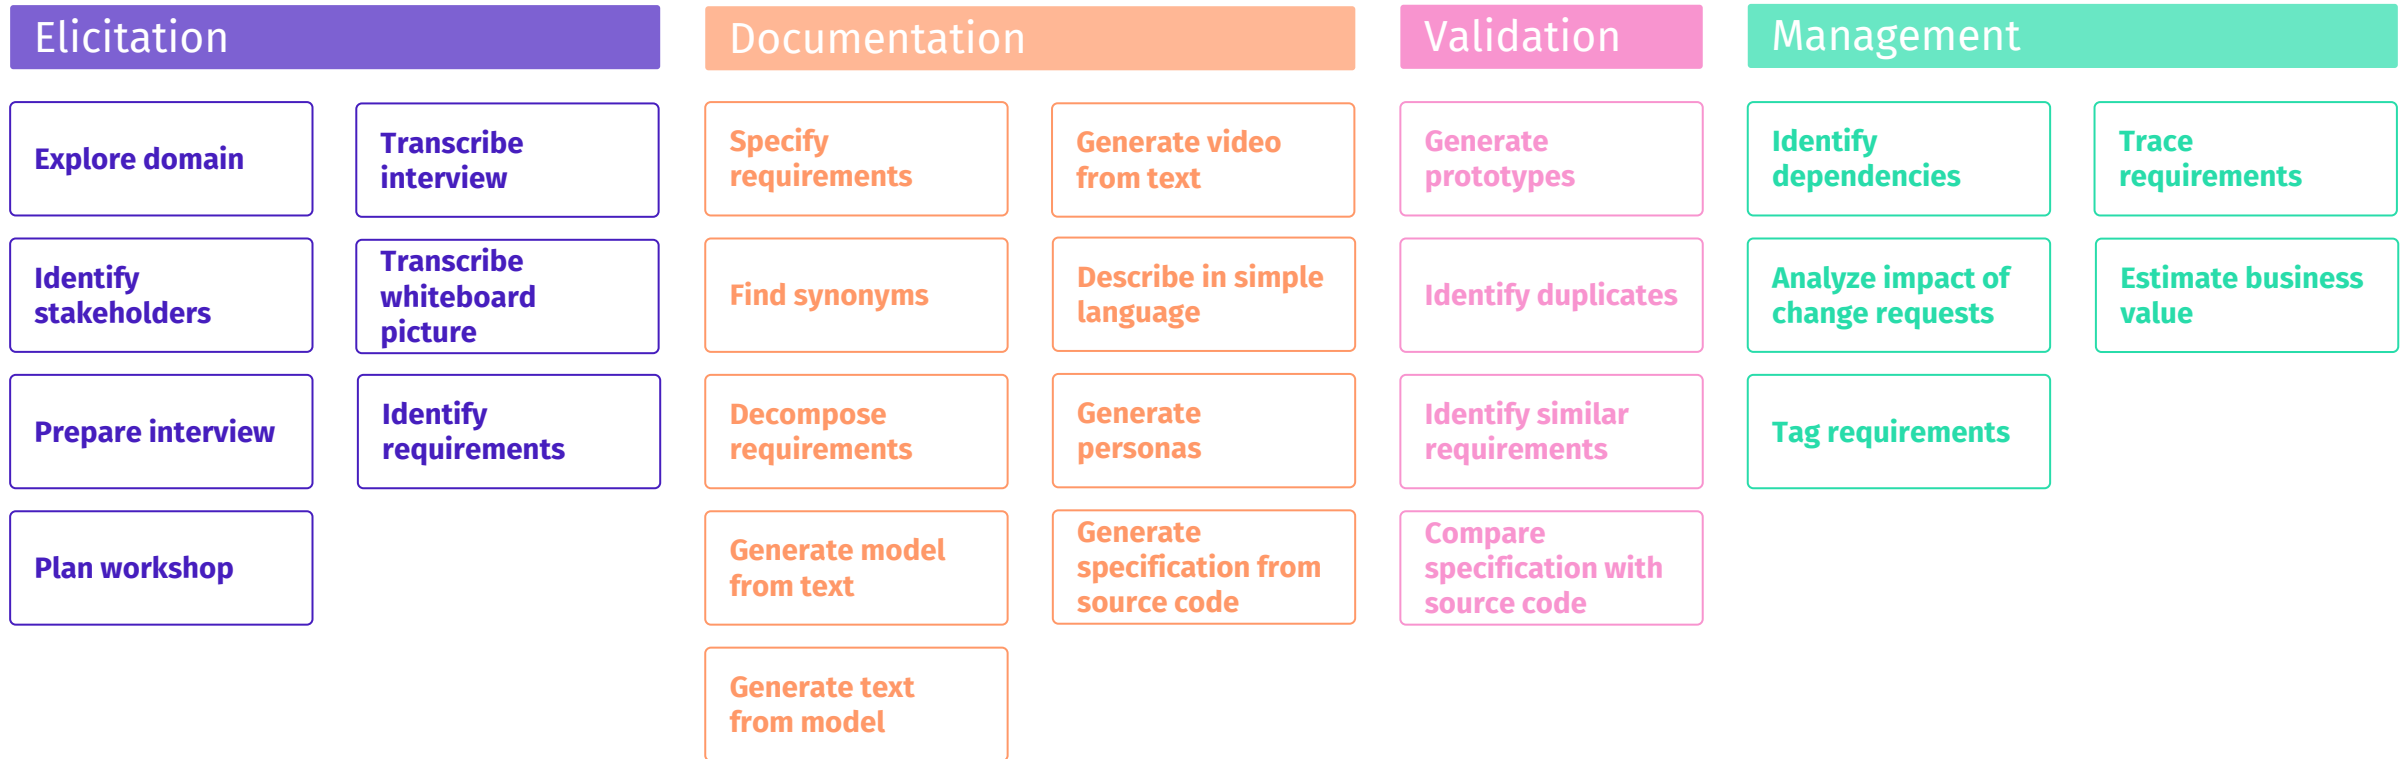 Elicitation
Explore domain
Identify
stakeholders
Prepare interview
Plan workshop
Transcribe
interview
Transcribe
whiteboard
picture
Identify
requirements
Documentation
Specify
requirements
Find synonyms
Decompose
requirements
Generate model
from text
Generate text
from model
Generate video
from text
Describe in simple
language
Generate
personas
Generate
specification from
source code
Validation
Generate
prototypes
Identify duplicates
Identify similar
requirements
Compare
specification with
source code
Management
Identify
dependencies
Analyze impact of
change requests
Tag requirements
Trace
requirements
Estimate business
value